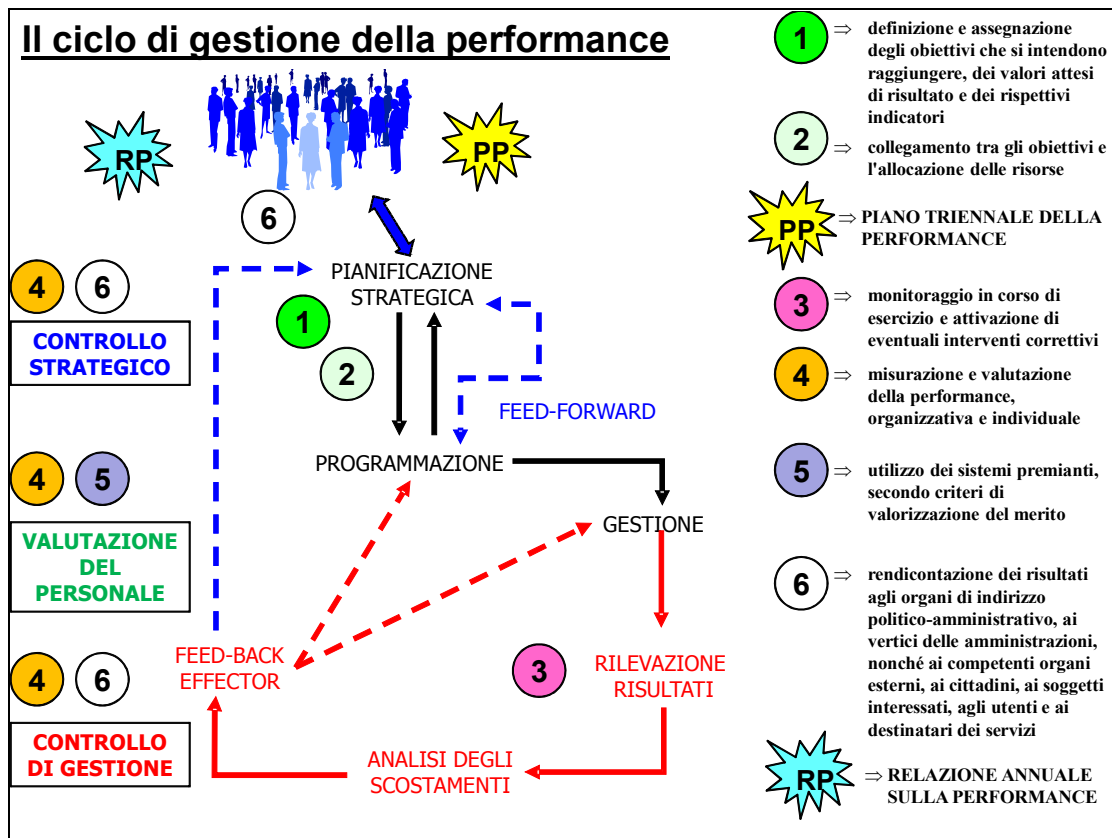 Il ciclo di gestione della performance
RP
PP
6
PIANIFICAZIONE
STRATEGICA
4
6
CONTROLLO
STRATEGICO
1
2
FEED-FORWARD
PROGRAMMAZIONE
4
5
VALUTAZIONE
DEL
PERSONALE
GESTIONE
FEED-BACK
EFFECTOR
3
RILEVAZIONE
RISULTATI
4
6
CONTROLLO
DI GESTIONE
ANALISI DEGLI
SCOSTAMENTI
1 ⇒ definizione e assegnazione
degli obiettivi che si intendono
raggiungere, dei valori attesi
di risultato e dei rispettivi
indicatori
2 ⇒ collegamento tra gli obiettivi e
l'allocazione delle risorse
PP ⇒ PIANO TRIENNALE DELLA
PERFORMANCE
3 ⇒ monitoraggio in corso di
esercizio e attivazione di
eventuali interventi correttivi
4 ⇒ misurazione e valutazione
della performance,
organizzativa e individuale
5 ⇒ utilizzo dei sistemi premianti,
secondo criteri di
valorizzazione del merito
6 ⇒ rendicontazione dei risultati
agli organi di indirizzo
politico-amministrativo, ai
vertici delle amministrazioni,
nonché ai competenti organi
esterni, ai cittadini, ai soggetti
interessati, agli utenti e ai
destinatari dei servizi
RP ⇒ RELAZIONE ANNUALE
SULLA PERFORMANCE